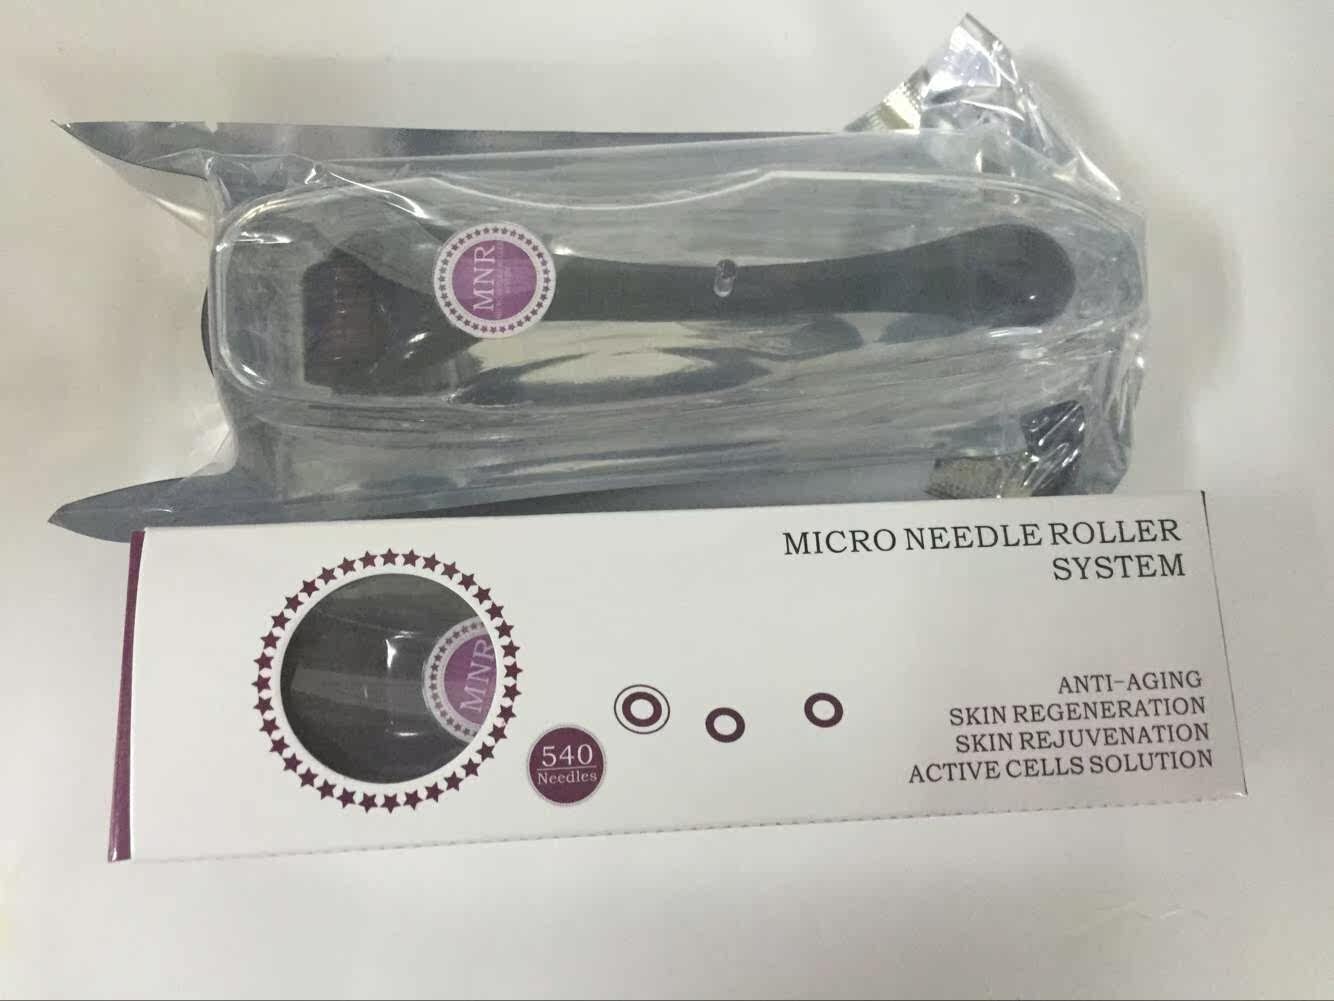 MNR
MICRO NEEDLE ROLLER
SYSTEM
MNR
540
Needles
ANTI-AGING
SKIN REGENERATION
SKIN REJUVENATION
ACTIVE CELLS SOLUTION